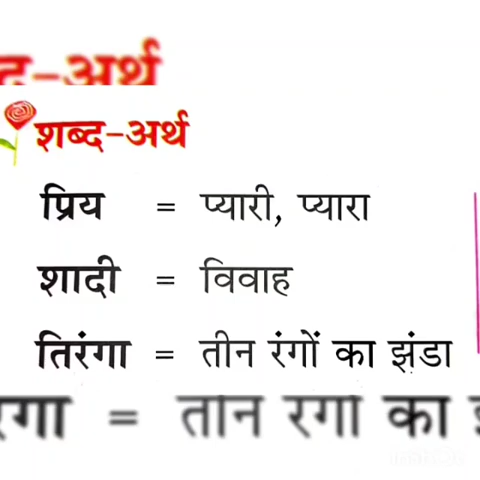 शब्द-अर्थ
प्रिय = प्यारी, प्यारा
शादी = विवाह
तिरंगा = तीन रंगों का झंडा